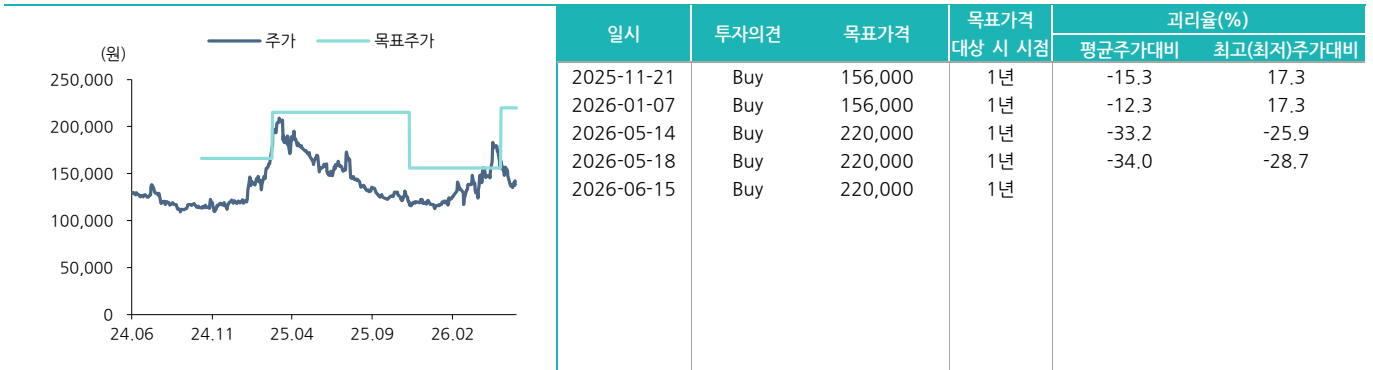 (원)
주가 목표주가
250,000
200,000
150,000
100,000
50,000
0
24.06 24.11 25.04 25.09 26.02
일시 투자의견 목표가격 목표가격 대상 시 시점 괴리율(%)
평균주가대비 최고(최저)주가대비
2025-11-21 Buy 156,000 1년 -15.3 17.3
2026-01-07 Buy 156,000 1년 -12.3 17.3
2026-05-14 Buy 220,000 1년 -33.2 -25.9
2026-05-18 Buy 220,000 1년 -34.0 -28.7
2026-06-15 Buy 220,000 1년